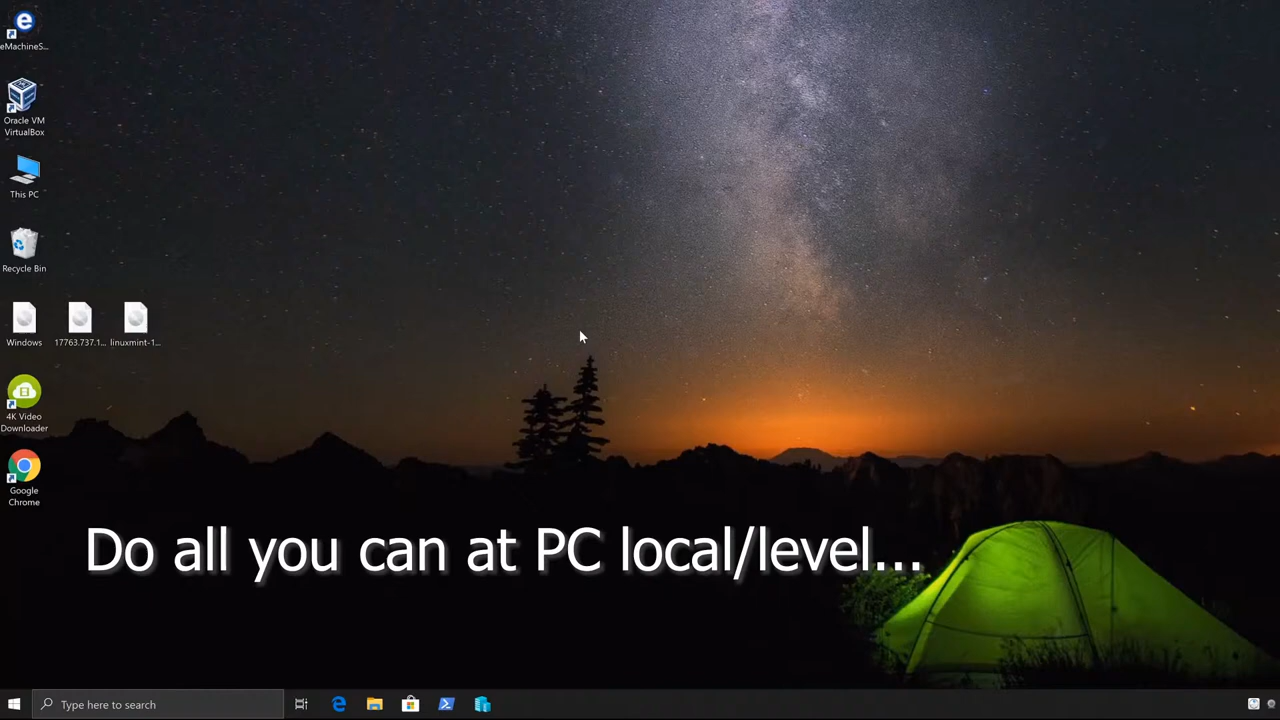 eMachineS...
Oracle VM
VirtualBox
This PC
Recycle Bin
Windows
17763.737.1...
linuxmint-1...
4K Video
Downloader
Google
Chrome
Do all you can at PC local/level...
Type here to search